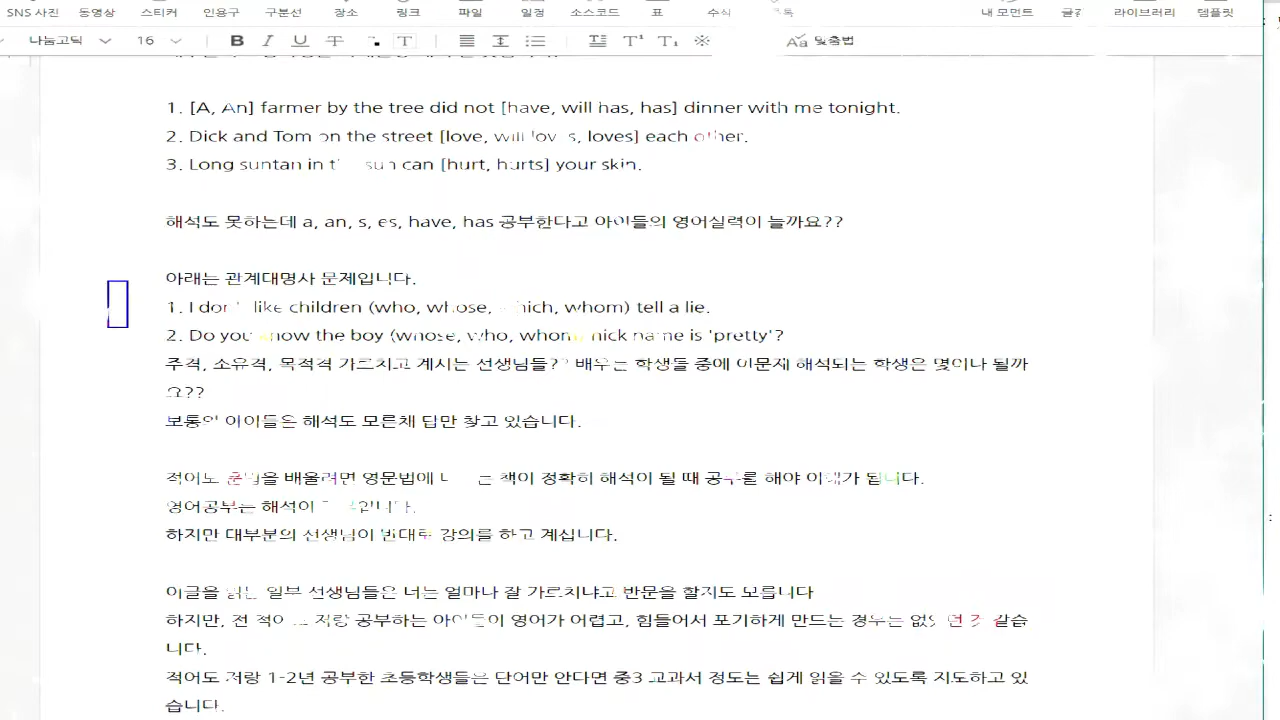 SNS 사진 동영상 스티커 인용구 구분선 장소 링크 파일 일정 소스코드 표 수식 내 모먼트 글감 라이브러리 템플릿
나눔고딕 16 B I U T T T¹ T₁ Aa 맞춤법
1. [A, An] farmer by the tree did not [have, will has, has] dinner with me tonight.
2. Dick and Tom on the street [love, will loves, loves] each other.
3. Long suntan in the sun can [hurt, hurts] your skin.
해석도 못하는데 a, an, s, es, have, has 공부한다고 아이들의 영어실력이 늘까요??
아래는 관계대명사 문제입니다.
1. I don't like children (who, whose, which, whom) tell a lie.
2. Do you know the boy (whose, who, whom) nick name is 'pretty'?
주격, 소유격, 목적격 가르치고 계시는 선생님들?? 배우는 학생들 중에 이문제 해석되는 학생은 몇이나 될까
요??
보통의 아이들은 해석도 모른채 답만 찾고 있습니다.
적어도 문법을 배울려면 영문법에 책이 정확히 해석이 될 때 공부를 해야 이해가 됩니다.
영어공부는 해석이
하지만 대부분의 선생님이 반대로 강의를 하고 계십니다.
이글을 읽는 일부 선생님들은 너는 얼마나 잘 가르치냐고 반문을 할지도 모릅니다
하지만, 전 적어도 저랑 공부하는 아이들이 영어가 어렵고, 힘들어서 포기하게 만드는 경우는 없었던 것 같습
니다.
적어도 저랑 1-2년 공부한 초등학생들은 단어만 안다면 중3 교과서 정도는 쉽게 읽을 수 있도록 지도하고 있
습니다.